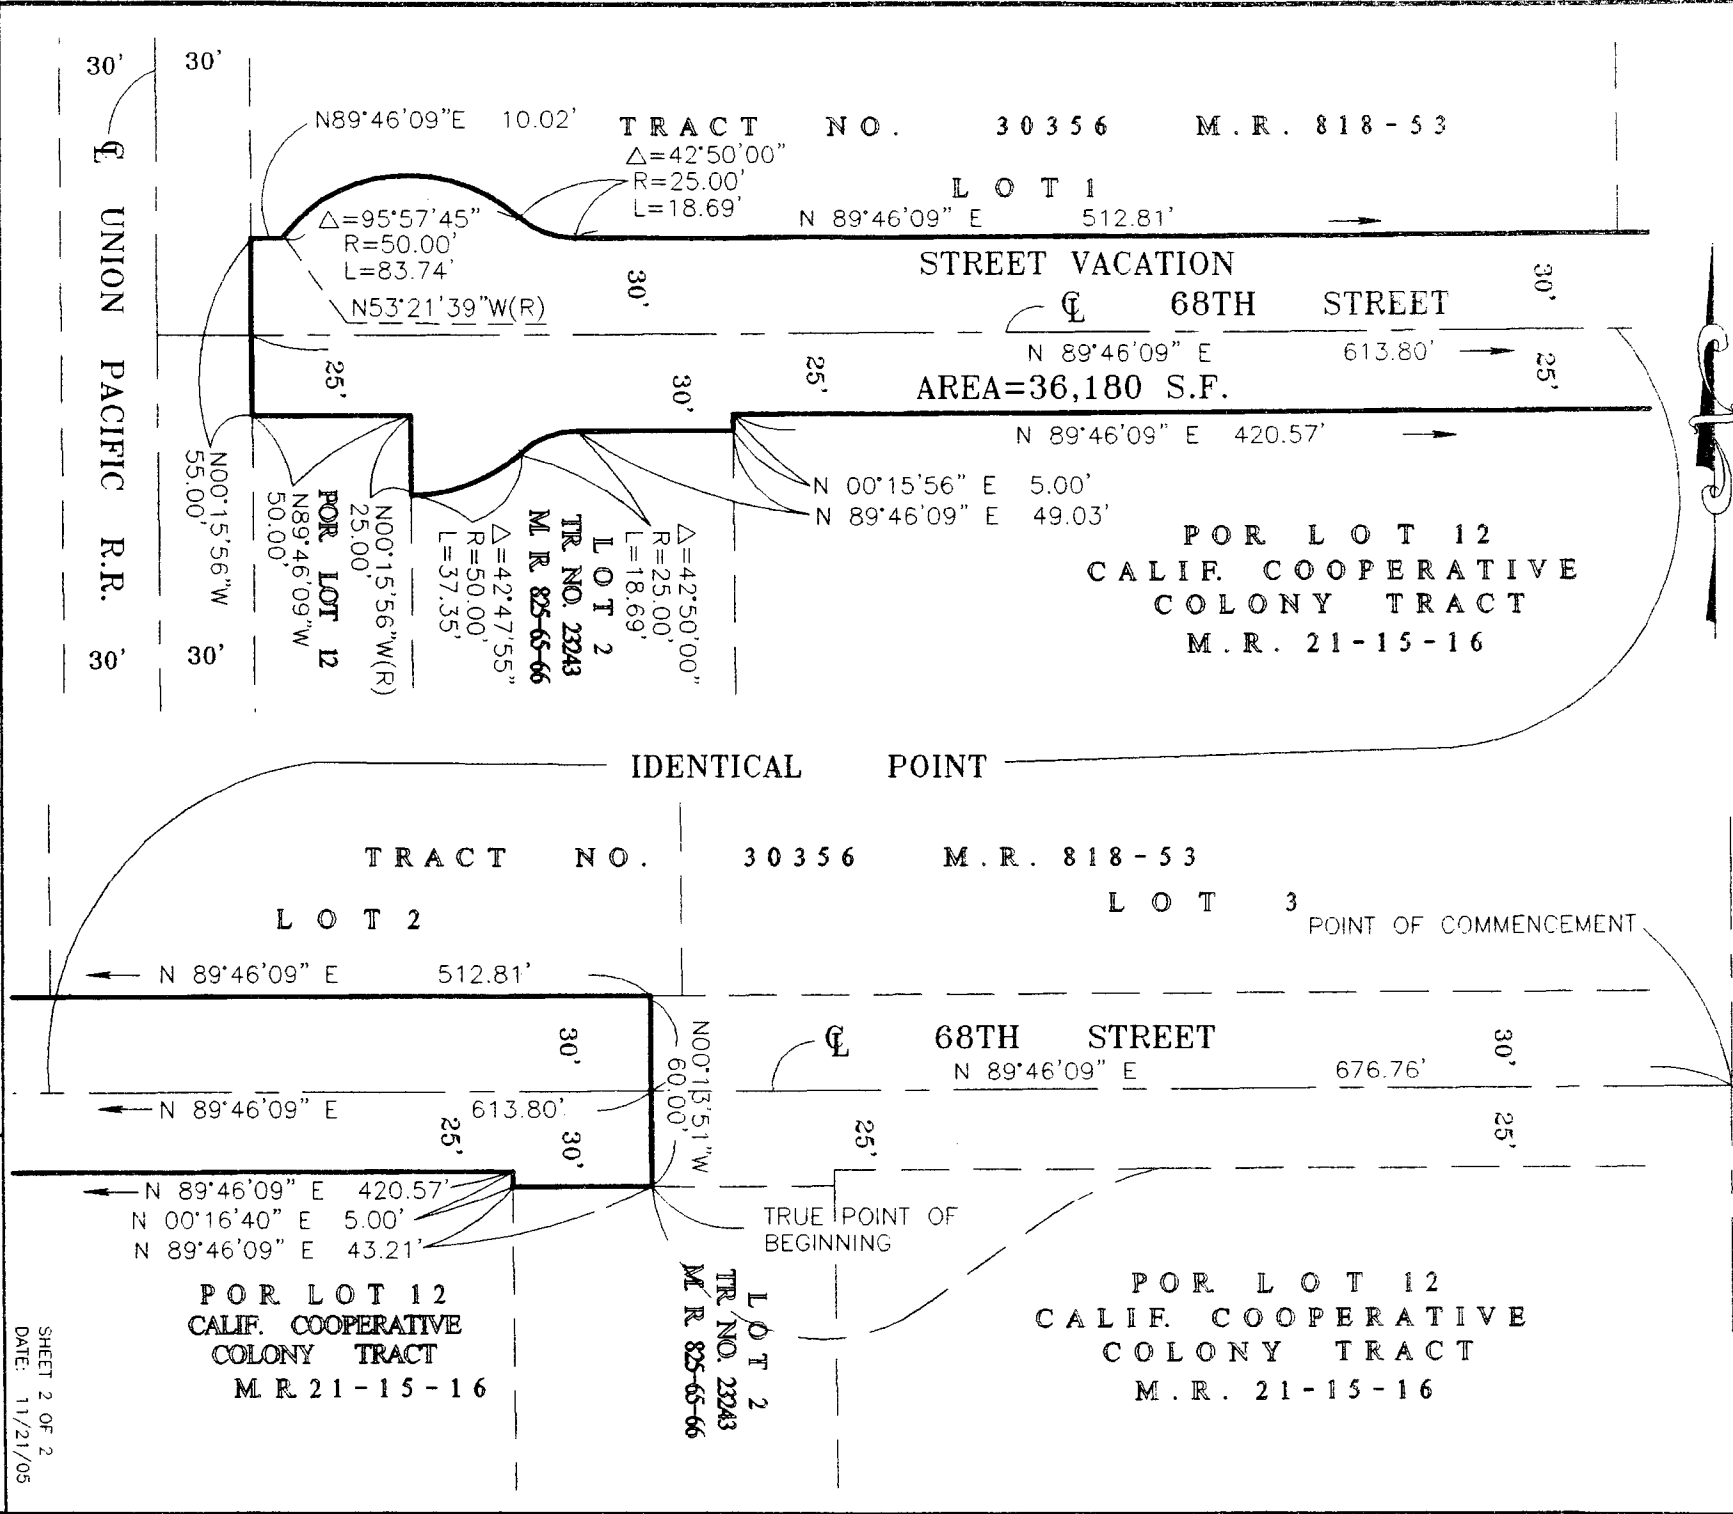 30' 30'
N89°46'09"E 10.02'
TRACT NO. 30356 M.R. 818-53
Δ=42°50'00"
R=25.00'
L=18.69'
LOT 1
N 89°46'09" E 512.81'
Δ=95°57'45"
R=50.00'
L=83.74'
N53°21'39"W(R)
30'
STREET VACATION
30'
℄ 68TH STREET
N 89°46'09" E 613.80'
25'
30'
25'
AREA=36,180 S.F.
25'
N 89°46'09" E 420.57'
℄ UNION PACIFIC R.R.
N 00°15'56" E 5.00'
N 89°46'09" E 49.03'
N00°15'56"W
55.00'
N89°46'09"W
50.00'
POR LOT 12
N00°15'56"W(R)
25.00'
Δ=42°47'55"
R=50.00'
L=37.35'
LOT 2
TR NO. 23243
M R 825-65-66
Δ=42°50'00"
R=25.00'
L=18.69'
POR LOT 12
CALIF. COOPERATIVE
COLONY TRACT
M.R. 21-15-16
30' 30'
IDENTICAL POINT
TRACT NO. 30356 M.R. 818-53
LOT 2
LOT 3
POINT OF COMMENCEMENT
N 89°46'09" E 512.81'
30'
N00°13'51"W
60.00'
℄ 68TH STREET
30'
N 89°46'09" E 676.76'
N 89°46'09" E 613.80'
25'
30'
25'
25'
N 89°46'09" E 420.57'
N 00°16'40" E 5.00'
N 89°46'09" E 43.21'
TRUE POINT OF
BEGINNING
POR LOT 12
CALIF. COOPERATIVE
COLONY TRACT
M.R. 21-15-16
LOT 2
TR NO. 23243
M R 825-65-66
POR LOT 12
CALIF. COOPERATIVE
COLONY TRACT
M.R. 21-15-16
SHEET 2 OF 2
DATE: 11/21/05